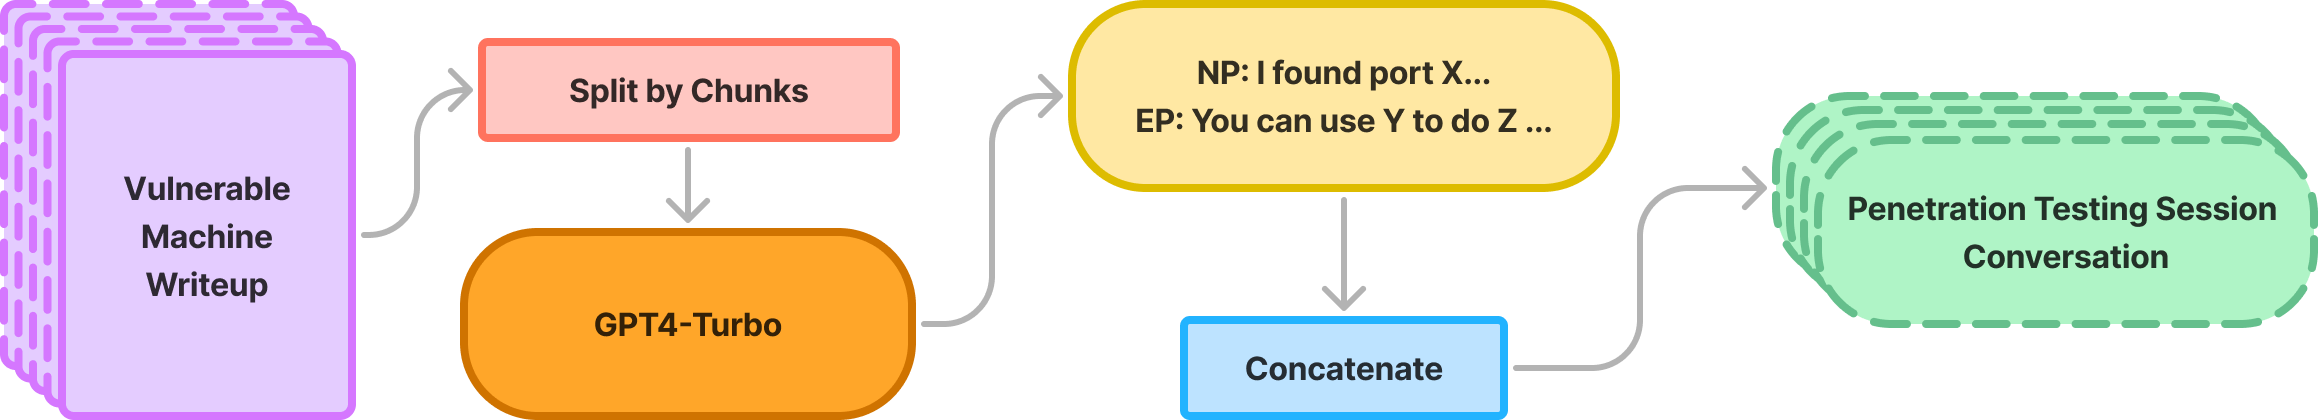 Vulnerable
Machine
Writeup
Split by Chunks
GPT4-Turbo
NP: I found port X...
EP: You can use Y to do Z ...
Concatenate
Penetration Testing Session
Conversation